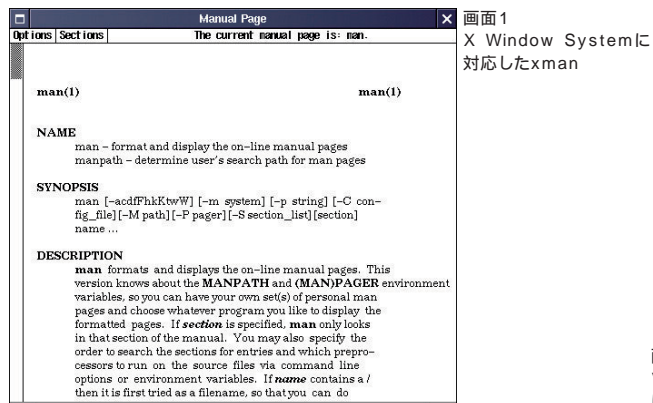 Manual Page
Options Sections The current manual page is: man.
man(1) man(1)
NAME
man – format and display the on–line manual pages
manpath – determine user's search path for man pages
SYNOPSIS
man [–acdfFhkKtwW] [–m system] [–p string] [–C con–
fig_file] [–M path] [–P pager] [–S section_list] [section]
name ...
DESCRIPTION
man formats and displays the on–line manual pages. This
version knows about the MANPATH and (MAN)PAGER environment
variables, so you can have your own set(s) of personal man
pages and choose whatever program you like to display the
formatted pages. If section is specified, man only looks
in that section of the manual. You may also specify the
order to search the sections for entries and which prepro–
cessors to run on the source files via command line
options or environment variables. If name contains a /
then it is first tried as a filename, so that you can do
画面1
X Window Systemに
対応したxman